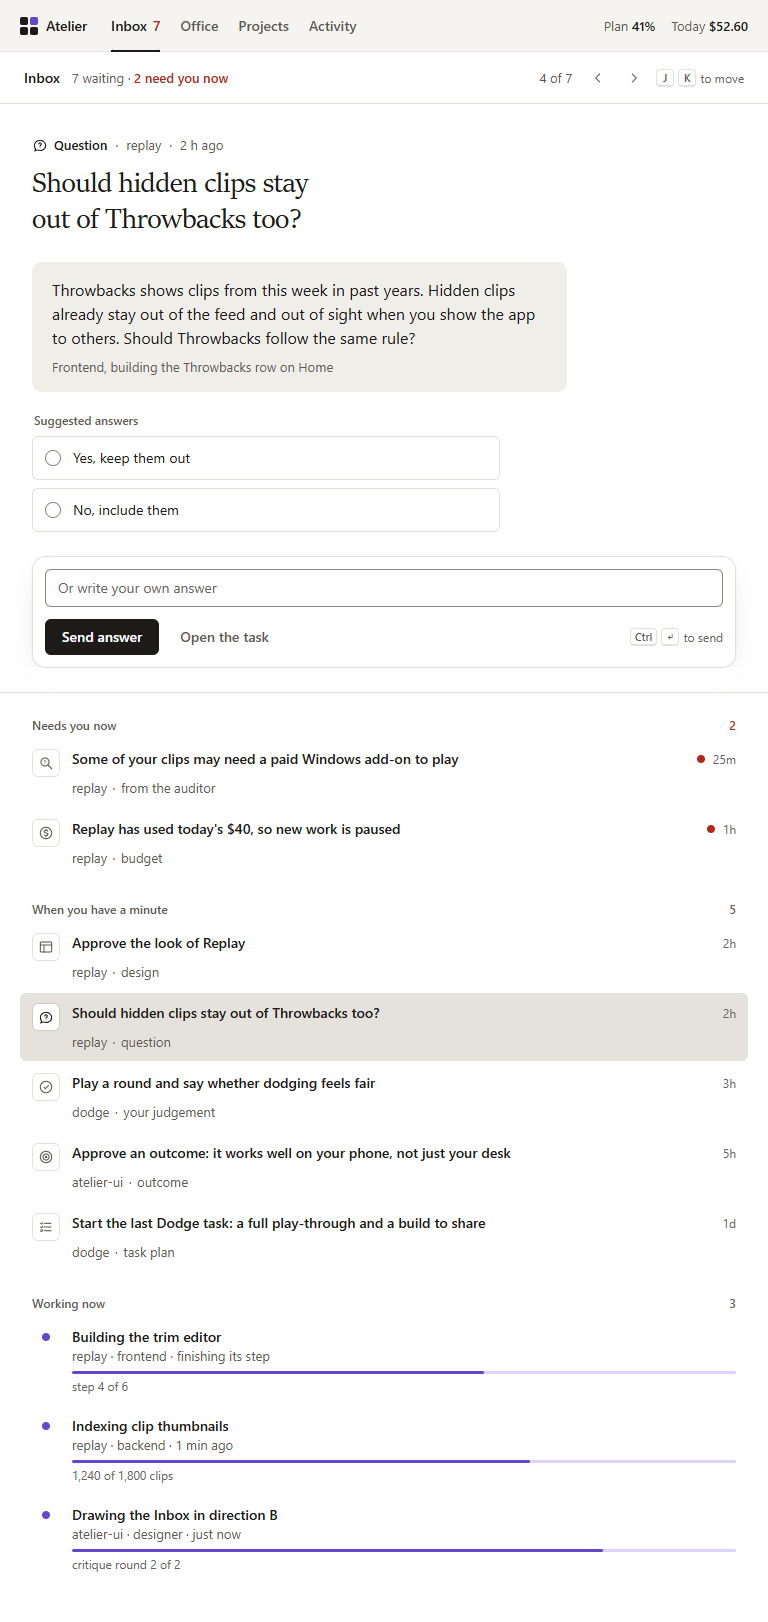 Atelier Inbox 7 Office Projects Activity Plan 41% Today $52.60
Inbox 7 waiting · 2 need you now 4 of 7 J K to move
Question · replay · 2 h ago
Should hidden clips stay
out of Throwbacks too?
Throwbacks shows clips from this week in past years. Hidden clips
already stay out of the feed and out of sight when you show the app
to others. Should Throwbacks follow the same rule?
Frontend, building the Throwbacks row on Home
Suggested answers
Yes, keep them out
No, include them
Or write your own answer
Send answer Open the task Ctrl ↵ to send
Needs you now 2
Some of your clips may need a paid Windows add-on to play 25m
replay · from the auditor
Replay has used today's $40, so new work is paused 1h
replay · budget
When you have a minute 5
Approve the look of Replay 2h
replay · design
Should hidden clips stay out of Throwbacks too? 2h
replay · question
Play a round and say whether dodging feels fair 3h
dodge · your judgement
Approve an outcome: it works well on your phone, not just your desk 5h
atelier-ui · outcome
Start the last Dodge task: a full play-through and a build to share 1d
dodge · task plan
Working now 3
Building the trim editor
replay · frontend · finishing its step
step 4 of 6
Indexing clip thumbnails
replay · backend · 1 min ago
1,240 of 1,800 clips
Drawing the Inbox in direction B
atelier-ui · designer · just now
critique round 2 of 2